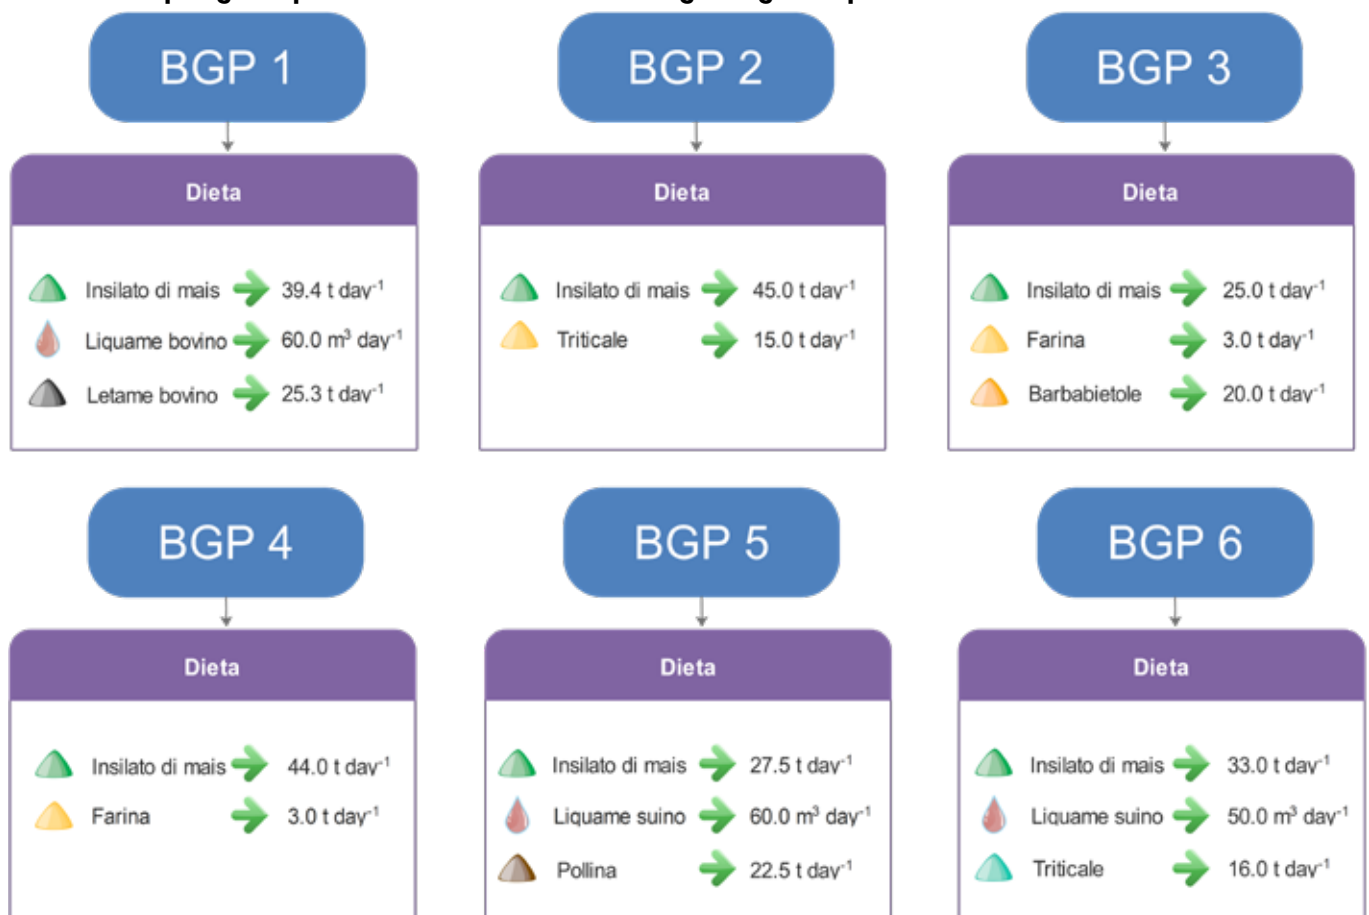 BGP 1
BGP 2
BGP 3
Dieta
Dieta
Dieta
Insilato di mais 39.4 t day⁻¹
Liquame bovino 60.0 m³ day⁻¹
Letame bovino 25.3 t day⁻¹
Insilato di mais 45.0 t day⁻¹
Triticale 15.0 t day⁻¹
Insilato di mais 25.0 t day⁻¹
Farina 3.0 t day⁻¹
Barbabietole 20.0 t day⁻¹
BGP 4
BGP 5
BGP 6
Dieta
Dieta
Dieta
Insilato di mais 44.0 t day⁻¹
Farina 3.0 t day⁻¹
Insilato di mais 27.5 t day⁻¹
Liquame suino 60.0 m³ day⁻¹
Pollina 22.5 t day⁻¹
Insilato di mais 33.0 t day⁻¹
Liquame suino 50.0 m³ day⁻¹
Triticale 16.0 t day⁻¹